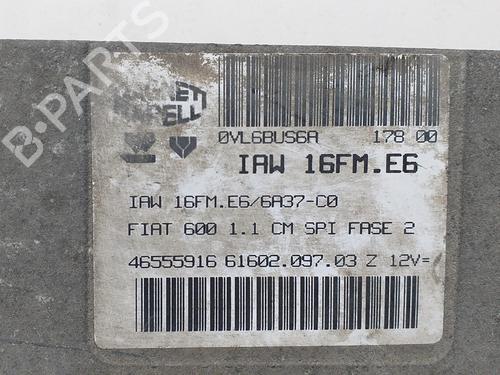 B-PARTS
0VL6BUS6A 178 00
IAW 16FM.E6
IAW 16FM.E6/6A37-C0
FIAT 600 1.1 CM SPI FASE 2
46555916 61602.097.03 Z 12V=